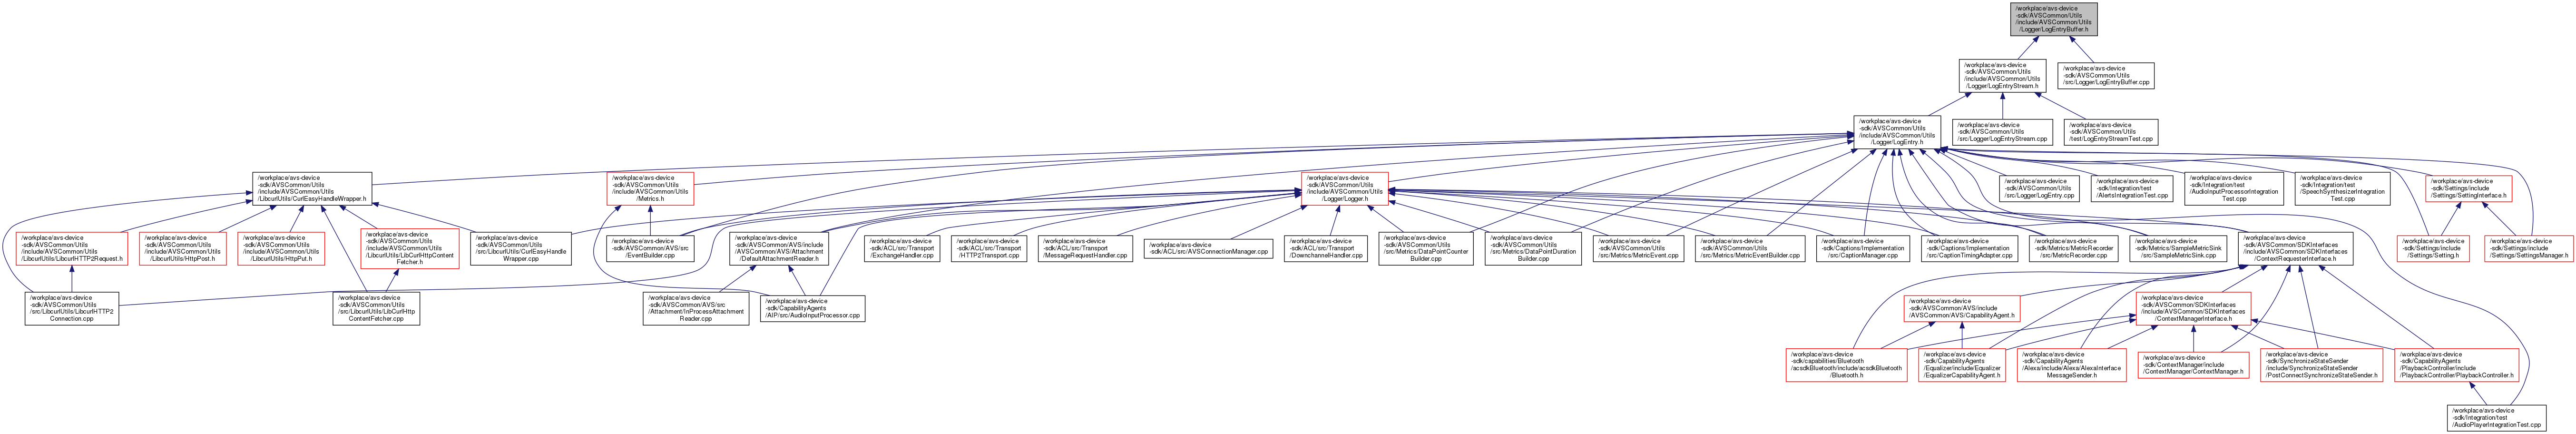 /workplace/avs-device
-sdk/AVSCommon/Utils
/include/AVSCommon/Utils
/Logger/LogEntryBuffer.h
/workplace/avs-device
-sdk/AVSCommon/Utils
/include/AVSCommon/Utils
/Logger/LogEntryStream.h
/workplace/avs-device
-sdk/AVSCommon/Utils
/src/Logger/LogEntryBuffer.cpp
/workplace/avs-device
-sdk/AVSCommon/Utils
/include/AVSCommon/Utils
/Logger/LogEntry.h
/workplace/avs-device
-sdk/AVSCommon/Utils
/src/Logger/LogEntryStream.cpp
/workplace/avs-device
-sdk/AVSCommon/Utils
/test/LogEntryStreamTest.cpp
/workplace/avs-device
-sdk/AVSCommon/Utils
/include/AVSCommon/Utils
/LibcurlUtils/CurlEasyHandleWrapper.h
/workplace/avs-device
-sdk/AVSCommon/Utils
/include/AVSCommon/Utils
/Metrics.h
/workplace/avs-device
-sdk/AVSCommon/Utils
/include/AVSCommon/Utils
/Logger/Logger.h
/workplace/avs-device
-sdk/AVSCommon/Utils
/src/Logger/LogEntry.cpp
/workplace/avs-device
-sdk/Integration/test
/AlertsIntegrationTest.cpp
/workplace/avs-device
-sdk/Integration/test
/AudioInputProcessorIntegration
Test.cpp
/workplace/avs-device
-sdk/Integration/test
/SpeechSynthesizerIntegration
Test.cpp
/workplace/avs-device
-sdk/Settings/include
/Settings/SettingInterface.h
/workplace/avs-device
-sdk/AVSCommon/Utils
/include/AVSCommon/Utils
/LibcurlUtils/LibcurlHTTP2Request.h
/workplace/avs-device
-sdk/AVSCommon/Utils
/include/AVSCommon/Utils
/LibcurlUtils/HttpPost.h
/workplace/avs-device
-sdk/AVSCommon/Utils
/include/AVSCommon/Utils
/LibcurlUtils/HttpPut.h
/workplace/avs-device
-sdk/AVSCommon/Utils
/include/AVSCommon/Utils
/LibcurlUtils/LibCurlHttpContent
Fetcher.h
/workplace/avs-device
-sdk/AVSCommon/Utils
/src/LibcurlUtils/CurlEasyHandle
Wrapper.cpp
/workplace/avs-device
-sdk/AVSCommon/AVS/src
/EventBuilder.cpp
/workplace/avs-device
-sdk/AVSCommon/AVS/include
/AVSCommon/AVS/Attachment
/DefaultAttachmentReader.h
/workplace/avs-device
-sdk/ACL/src/Transport
/ExchangeHandler.cpp
/workplace/avs-device
-sdk/ACL/src/Transport
/HTTP2Transport.cpp
/workplace/avs-device
-sdk/ACL/src/Transport
/MessageRequestHandler.cpp
/workplace/avs-device
-sdk/ACL/src/AVSConnectionManager.cpp
/workplace/avs-device
-sdk/ACL/src/Transport
/DownchannelHandler.cpp
/workplace/avs-device
-sdk/AVSCommon/Utils
/src/Metrics/DataPointCounter
Builder.cpp
/workplace/avs-device
-sdk/AVSCommon/Utils
/src/Metrics/DataPointDuration
Builder.cpp
/workplace/avs-device
-sdk/AVSCommon/Utils
/src/Metrics/MetricEvent.cpp
/workplace/avs-device
-sdk/AVSCommon/Utils
/src/Metrics/MetricEventBuilder.cpp
/workplace/avs-device
-sdk/Captions/Implementation
/src/CaptionManager.cpp
/workplace/avs-device
-sdk/Captions/Implementation
/src/CaptionTimingAdapter.cpp
/workplace/avs-device
-sdk/Metrics/MetricRecorder
/src/MetricRecorder.cpp
/workplace/avs-device
-sdk/Metrics/SampleMetricSink
/src/SampleMetricSink.cpp
/workplace/avs-device
-sdk/AVSCommon/SDKInterfaces
/include/AVSCommon/SDKInterfaces
/ContextRequesterInterface.h
/workplace/avs-device
-sdk/Settings/include
/Settings/Setting.h
/workplace/avs-device
-sdk/Settings/include
/Settings/SettingsManager.h
/workplace/avs-device
-sdk/AVSCommon/Utils
/src/LibcurlUtils/LibcurlHTTP2
Connection.cpp
/workplace/avs-device
-sdk/AVSCommon/Utils
/src/LibcurlUtils/LibCurlHttp
ContentFetcher.cpp
/workplace/avs-device
-sdk/AVSCommon/AVS/src
/Attachment/InProcessAttachment
Reader.cpp
/workplace/avs-device
-sdk/CapabilityAgents
/AIP/src/AudioInputProcessor.cpp
/workplace/avs-device
-sdk/AVSCommon/AVS/include
/AVSCommon/AVS/CapabilityAgent.h
/workplace/avs-device
-sdk/AVSCommon/SDKInterfaces
/include/AVSCommon/SDKInterfaces
/ContextManagerInterface.h
/workplace/avs-device
-sdk/capabilities/Bluetooth
/acsdkBluetooth/include/acsdkBluetooth
/Bluetooth.h
/workplace/avs-device
-sdk/CapabilityAgents
/Equalizer/include/Equalizer
/EqualizerCapabilityAgent.h
/workplace/avs-device
-sdk/CapabilityAgents
/Alexa/include/Alexa/AlexaInterface
MessageSender.h
/workplace/avs-device
-sdk/ContextManager/include
/ContextManager/ContextManager.h
/workplace/avs-device
-sdk/SynchronizeStateSender
/include/SynchronizeStateSender
/PostConnectSynchronizeStateSender.h
/workplace/avs-device
-sdk/CapabilityAgents
/PlaybackController/include
/PlaybackController/PlaybackController.h
/workplace/avs-device
-sdk/Integration/test
/AudioPlayerIntegrationTest.cpp